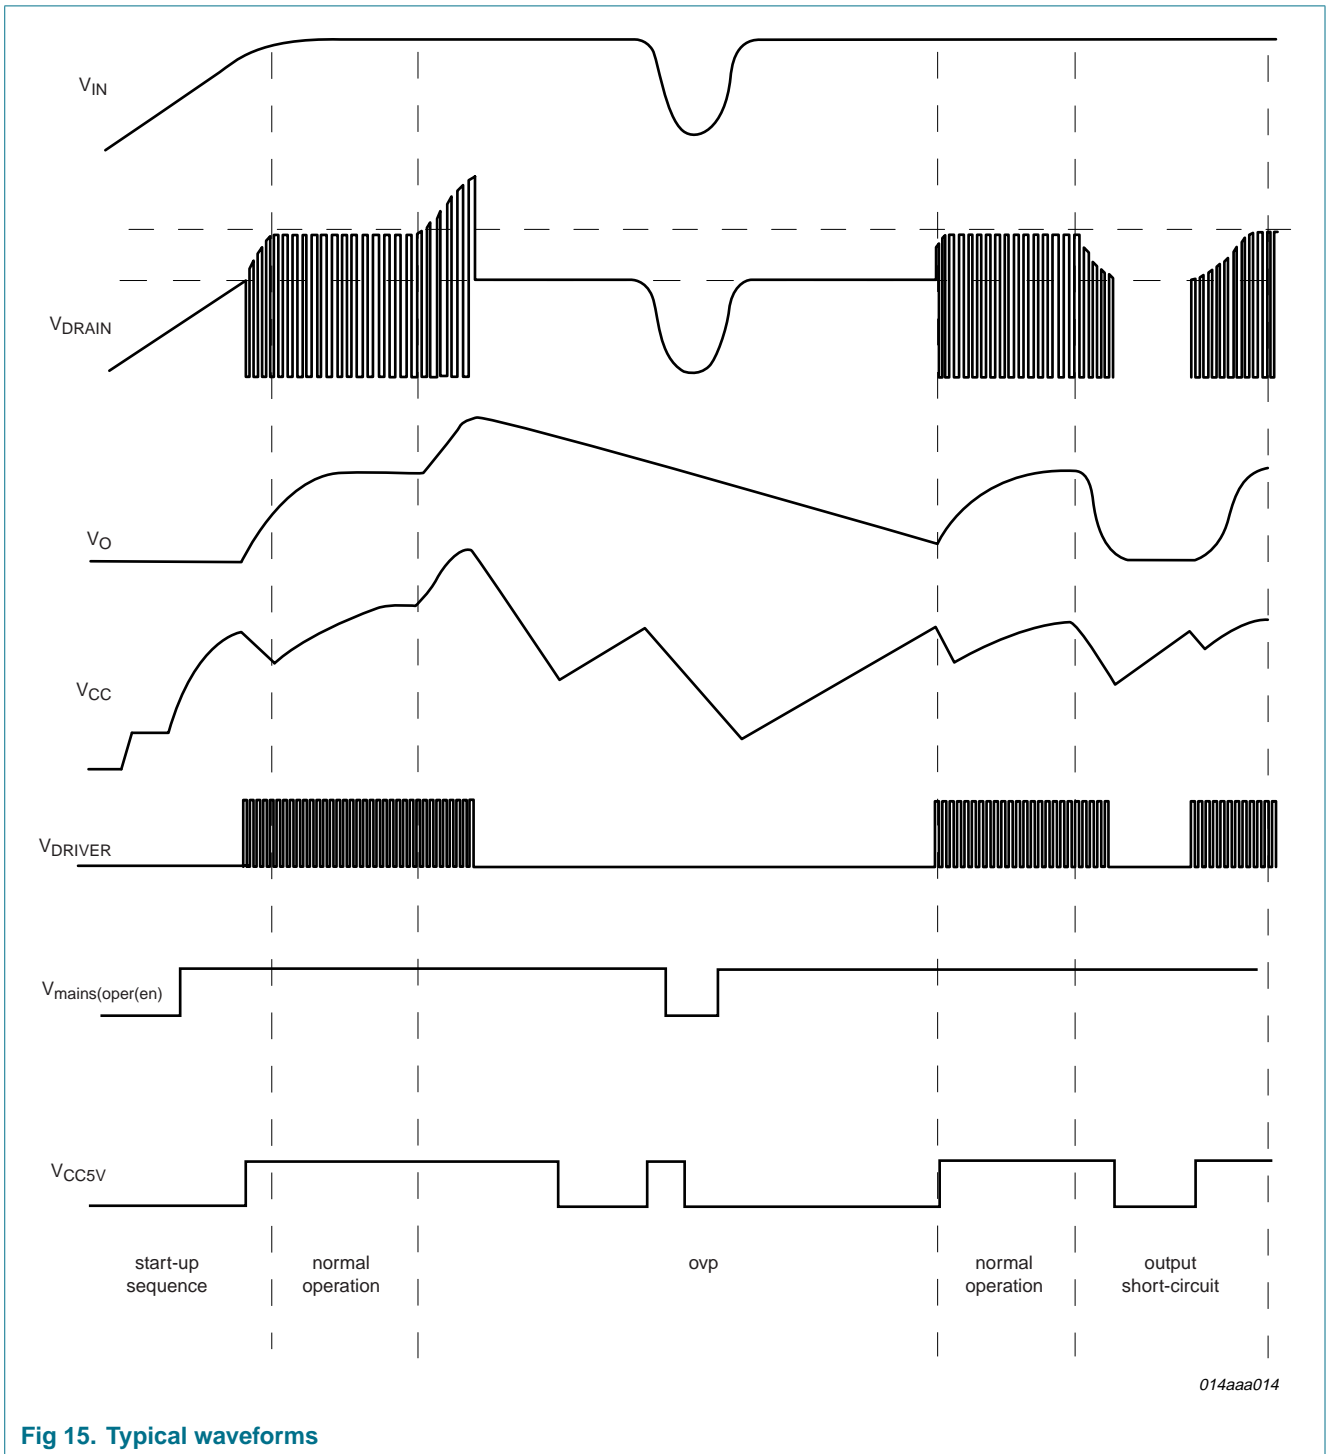 VIN
VDRAIN
VO
VCC
VDRIVER
Vmains(oper(en)
VCC5V
start-up
sequence
normal
operation
ovp
normal
operation
output
short-circuit
014aaa014
Fig 15. Typical waveforms